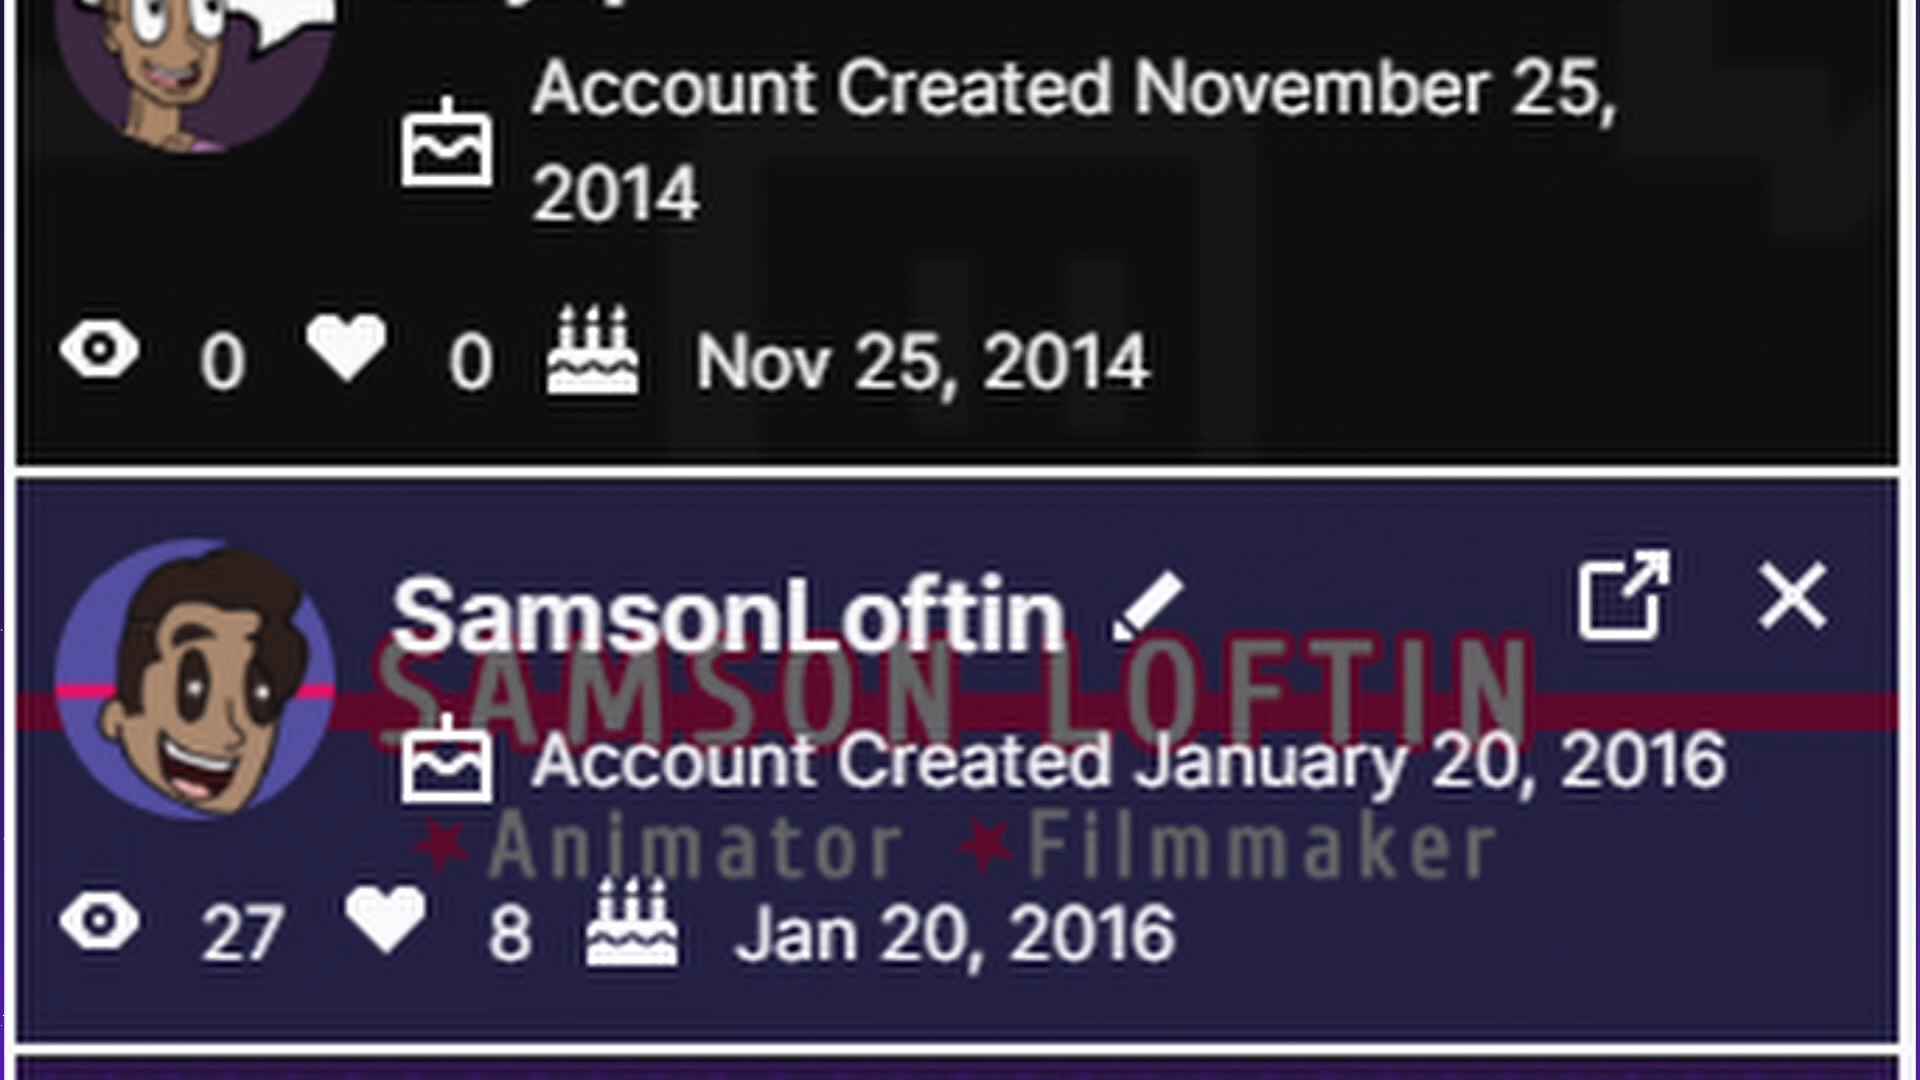 Account Created November 25,
2014
0 0 Nov 25, 2014
SamsonLoftin
SAMSON LOFTIN
Account Created January 20, 2016
Animator Filmmaker
27 8 Jan 20, 2016